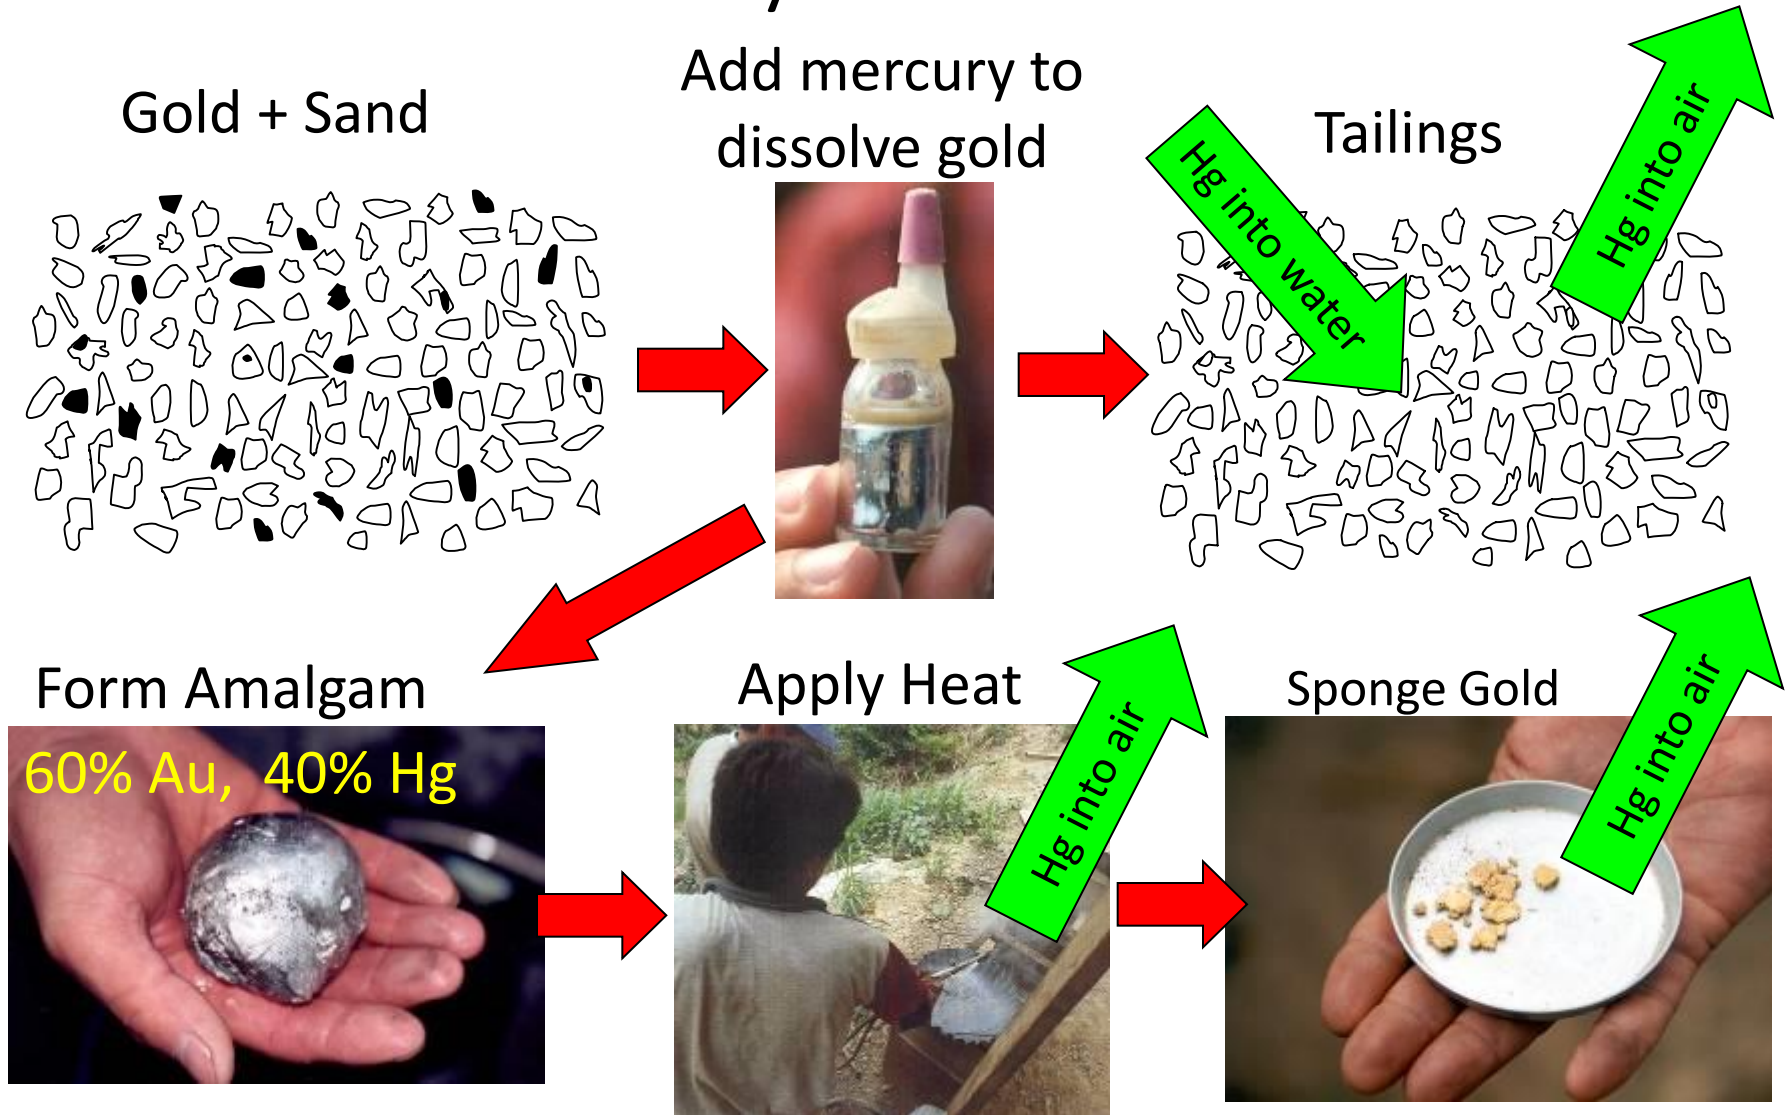 Gold + Sand
Add mercury to
dissolve gold
Tailings
Hg into water
Hg into air
Form Amalgam
60% Au, 40% Hg
Apply Heat
Hg into air
Sponge Gold
Hg into air